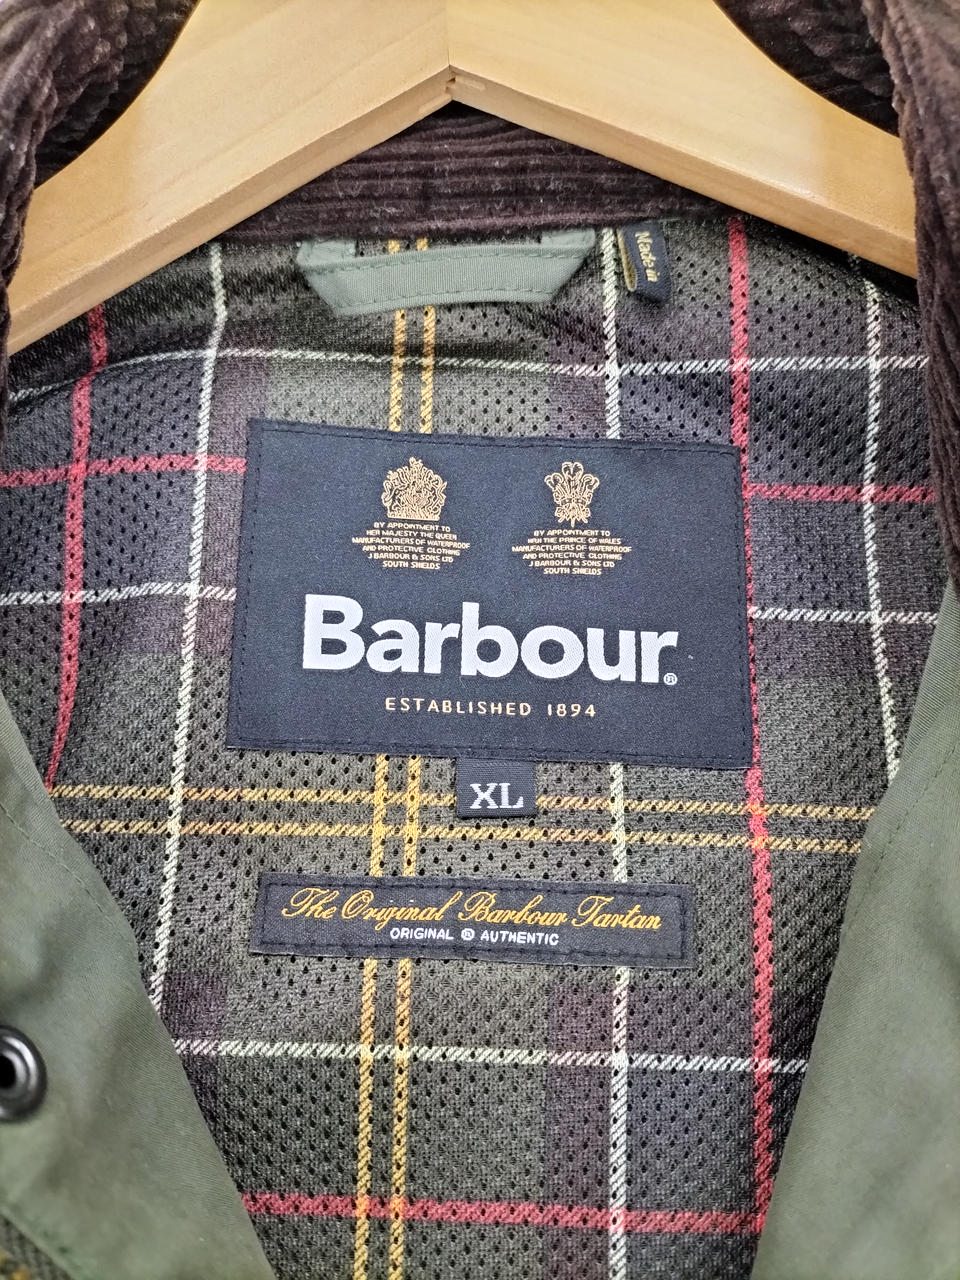 Made in
BY APPOINTMENT TO
HER MAJESTY THE QUEEN
MANUFACTURERS OF WATERPROOF
AND PROTECTIVE CLOTHING
J BARBOUR & SONS LTD
SOUTH SHIELDS
BY APPOINTMENT TO
HRH THE PRINCE OF WALES
MANUFACTURERS OF WATERPROOF
AND PROTECTIVE CLOTHING
J BARBOUR & SONS LTD
SOUTH SHIELDS
Barbour®
ESTABLISHED 1894
XL
The Original Barbour Tartan
ORIGINAL ® AUTHENTIC